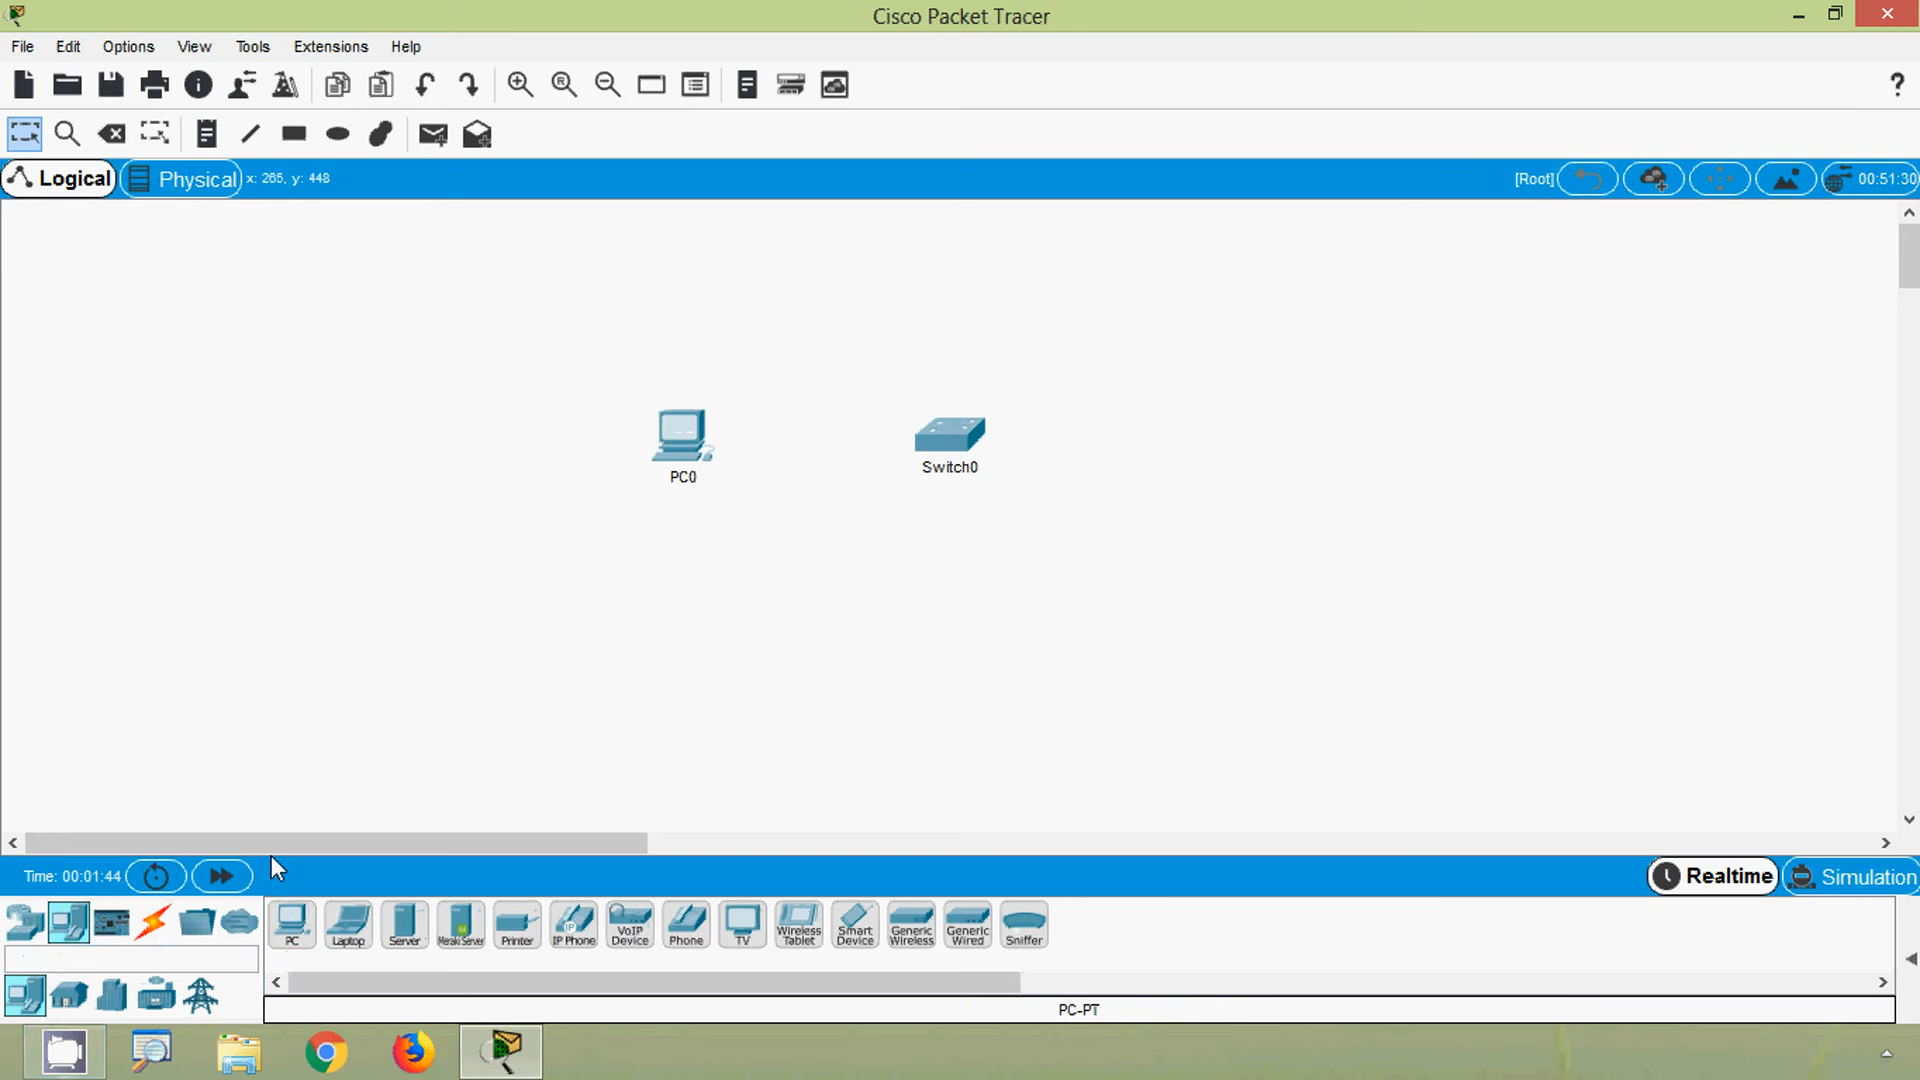 Cisco Packet Tracer
File Edit Options View Tools Extensions Help
Logical Physical x: 265, y: 448 [Root] 00:51:30
PC0
Switch0
Time: 00:01:44 Realtime Simulation
PC
Laptop
Server
Meraki Server
Printer
IP Phone
VoIP Device
Phone
TV
Wireless Tablet
Smart Device
Generic Wireless
Generic Wired
Sniffer
PC-PT